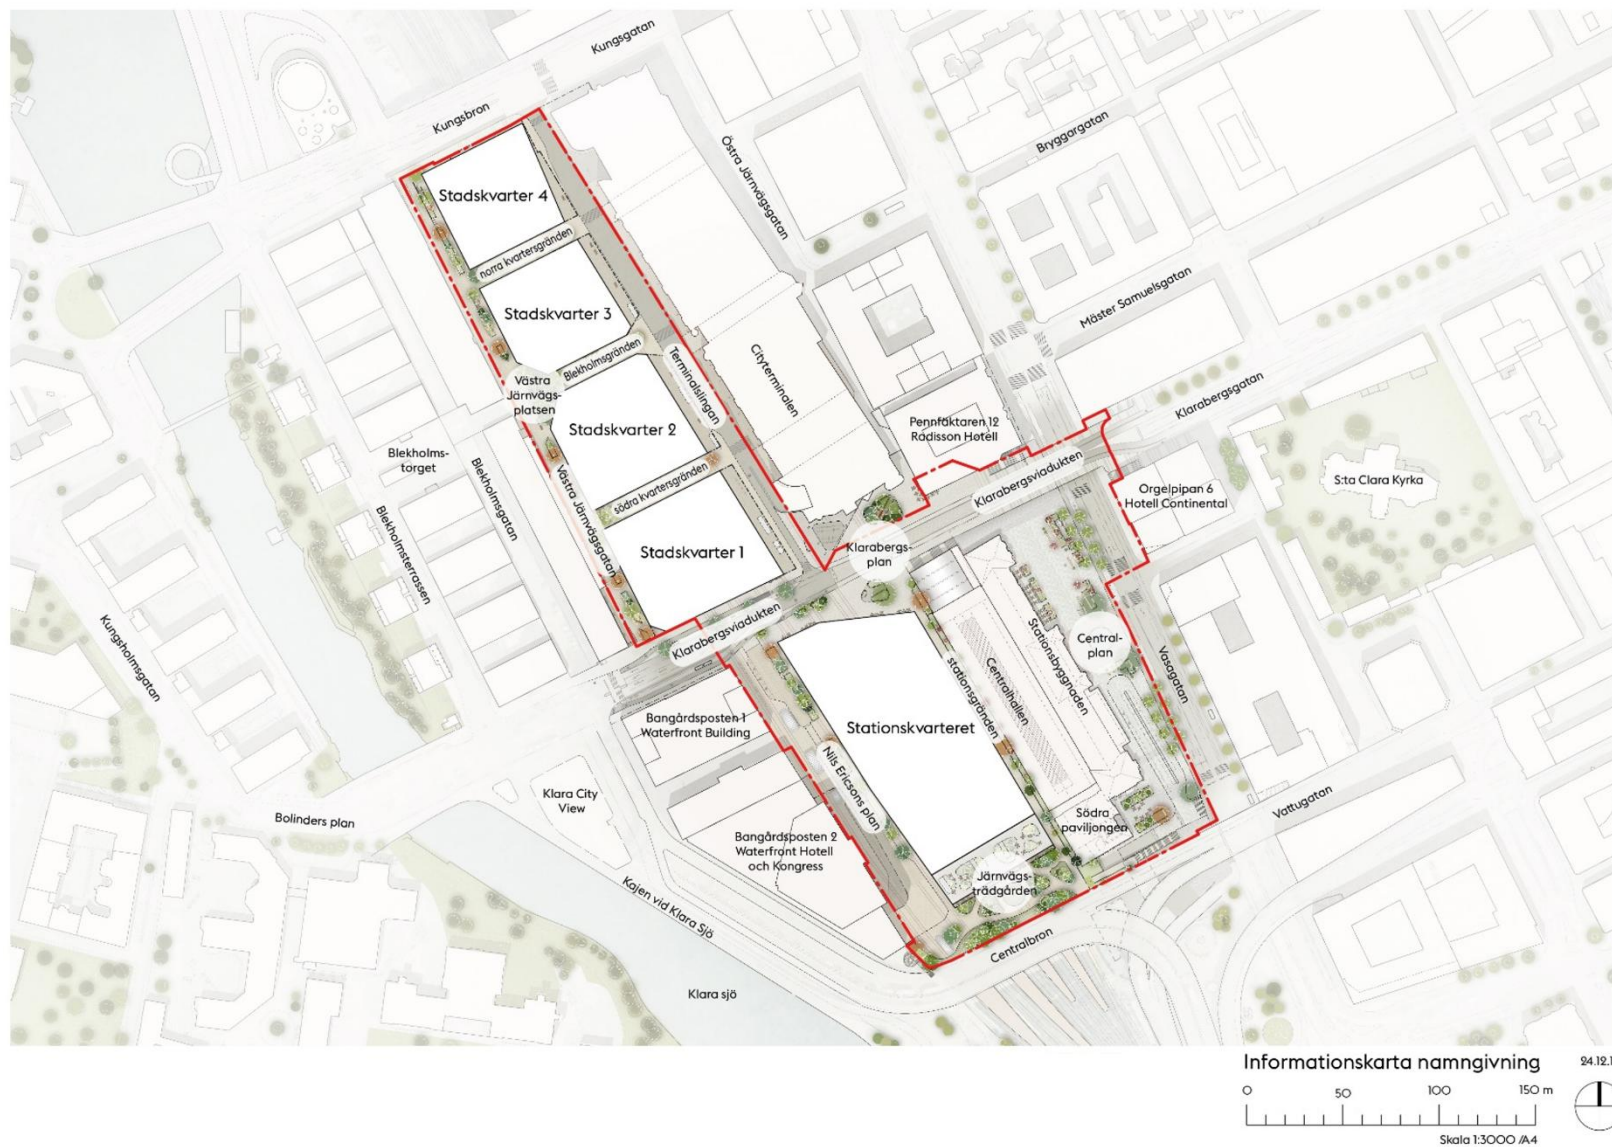 Kungsgatan
Kungsbron
Bryggargatan
Östra Järnvägsgatan
Stadskvarter 4
norra kvartersgränden
Mäster Samuelsgatan
Stadskvarter 3
Blekholmsgränden
Terminalslingan
Cityterminalen
Västra
Järnvägs-
platsen
Klarabergsgatan
Pennfäktaren 12
Radisson Hotell
Stadskvarter 2
Blekholms-
torget
Klarabergsviadukten
S:ta Clara Kyrka
Orgelpipan 6
Hotell Continental
södra kvartersgränden
Västra Järnvägsgatan
Blekholmsgatan
Blekholmsterrassen
Stadskvarter 1
Klarabergs-
plan
Klarabergsviadukten
Central-
plan
Stationsbyggnaden
Centralhallen
stationsgränden
Vasagatan
Kungsholmsgatan
Bangårdsposten 1
Waterfront Building
Stationskvarteret
Nils Ericsons plan
Klara City
View
Bolinders plan
Vattugatan
Södra
paviljongen
Bangårdsposten 2
Waterfront Hotell
och Kongress
Järnvägs-
trädgården
Kajen vid Klara Sjö
Centralbron
Klara sjö
Informationskarta namngivning
24.12.1
0 50 100 150 m
Skala 1:3000 /A4